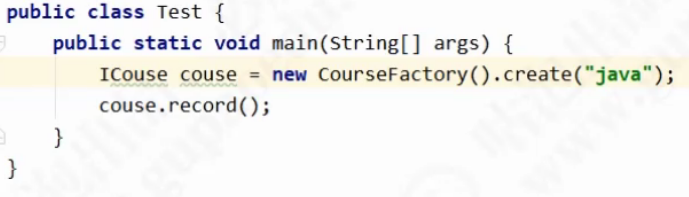 public class Test {
    public static void main(String[] args) {
        ICouse couse = new CourseFactory().create("java");
        couse.record();
    }
}